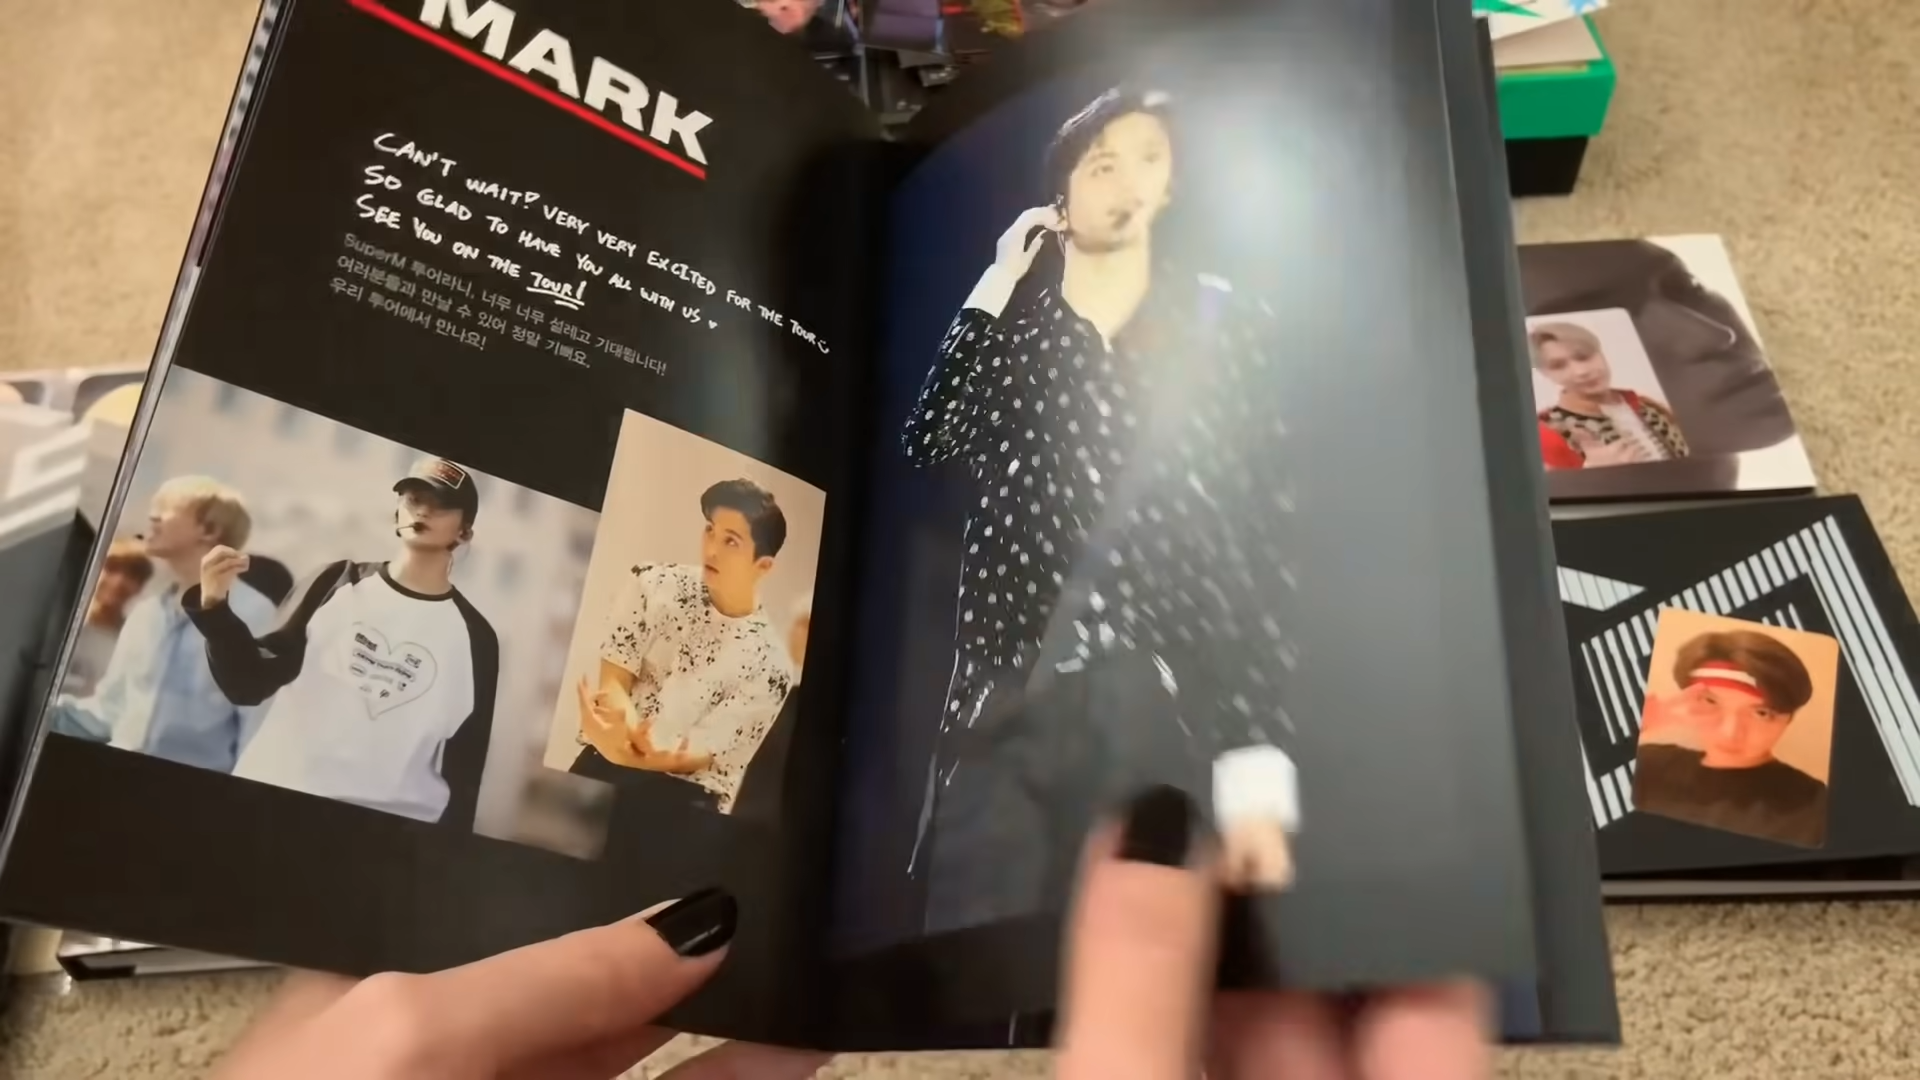 MARK
CAN'T WAIT! VERY VERY EXCITED FOR THE TOUR
SO GLAD TO HAVE YOU ALL WITH US ♥
SEE YOU ON THE TOUR!
SuperM 투어라니, 너무 너무 설레고 기대됩니다!
여러분들과 만날 수 있어 정말 기뻐요.
우리 투어에서 만나요!